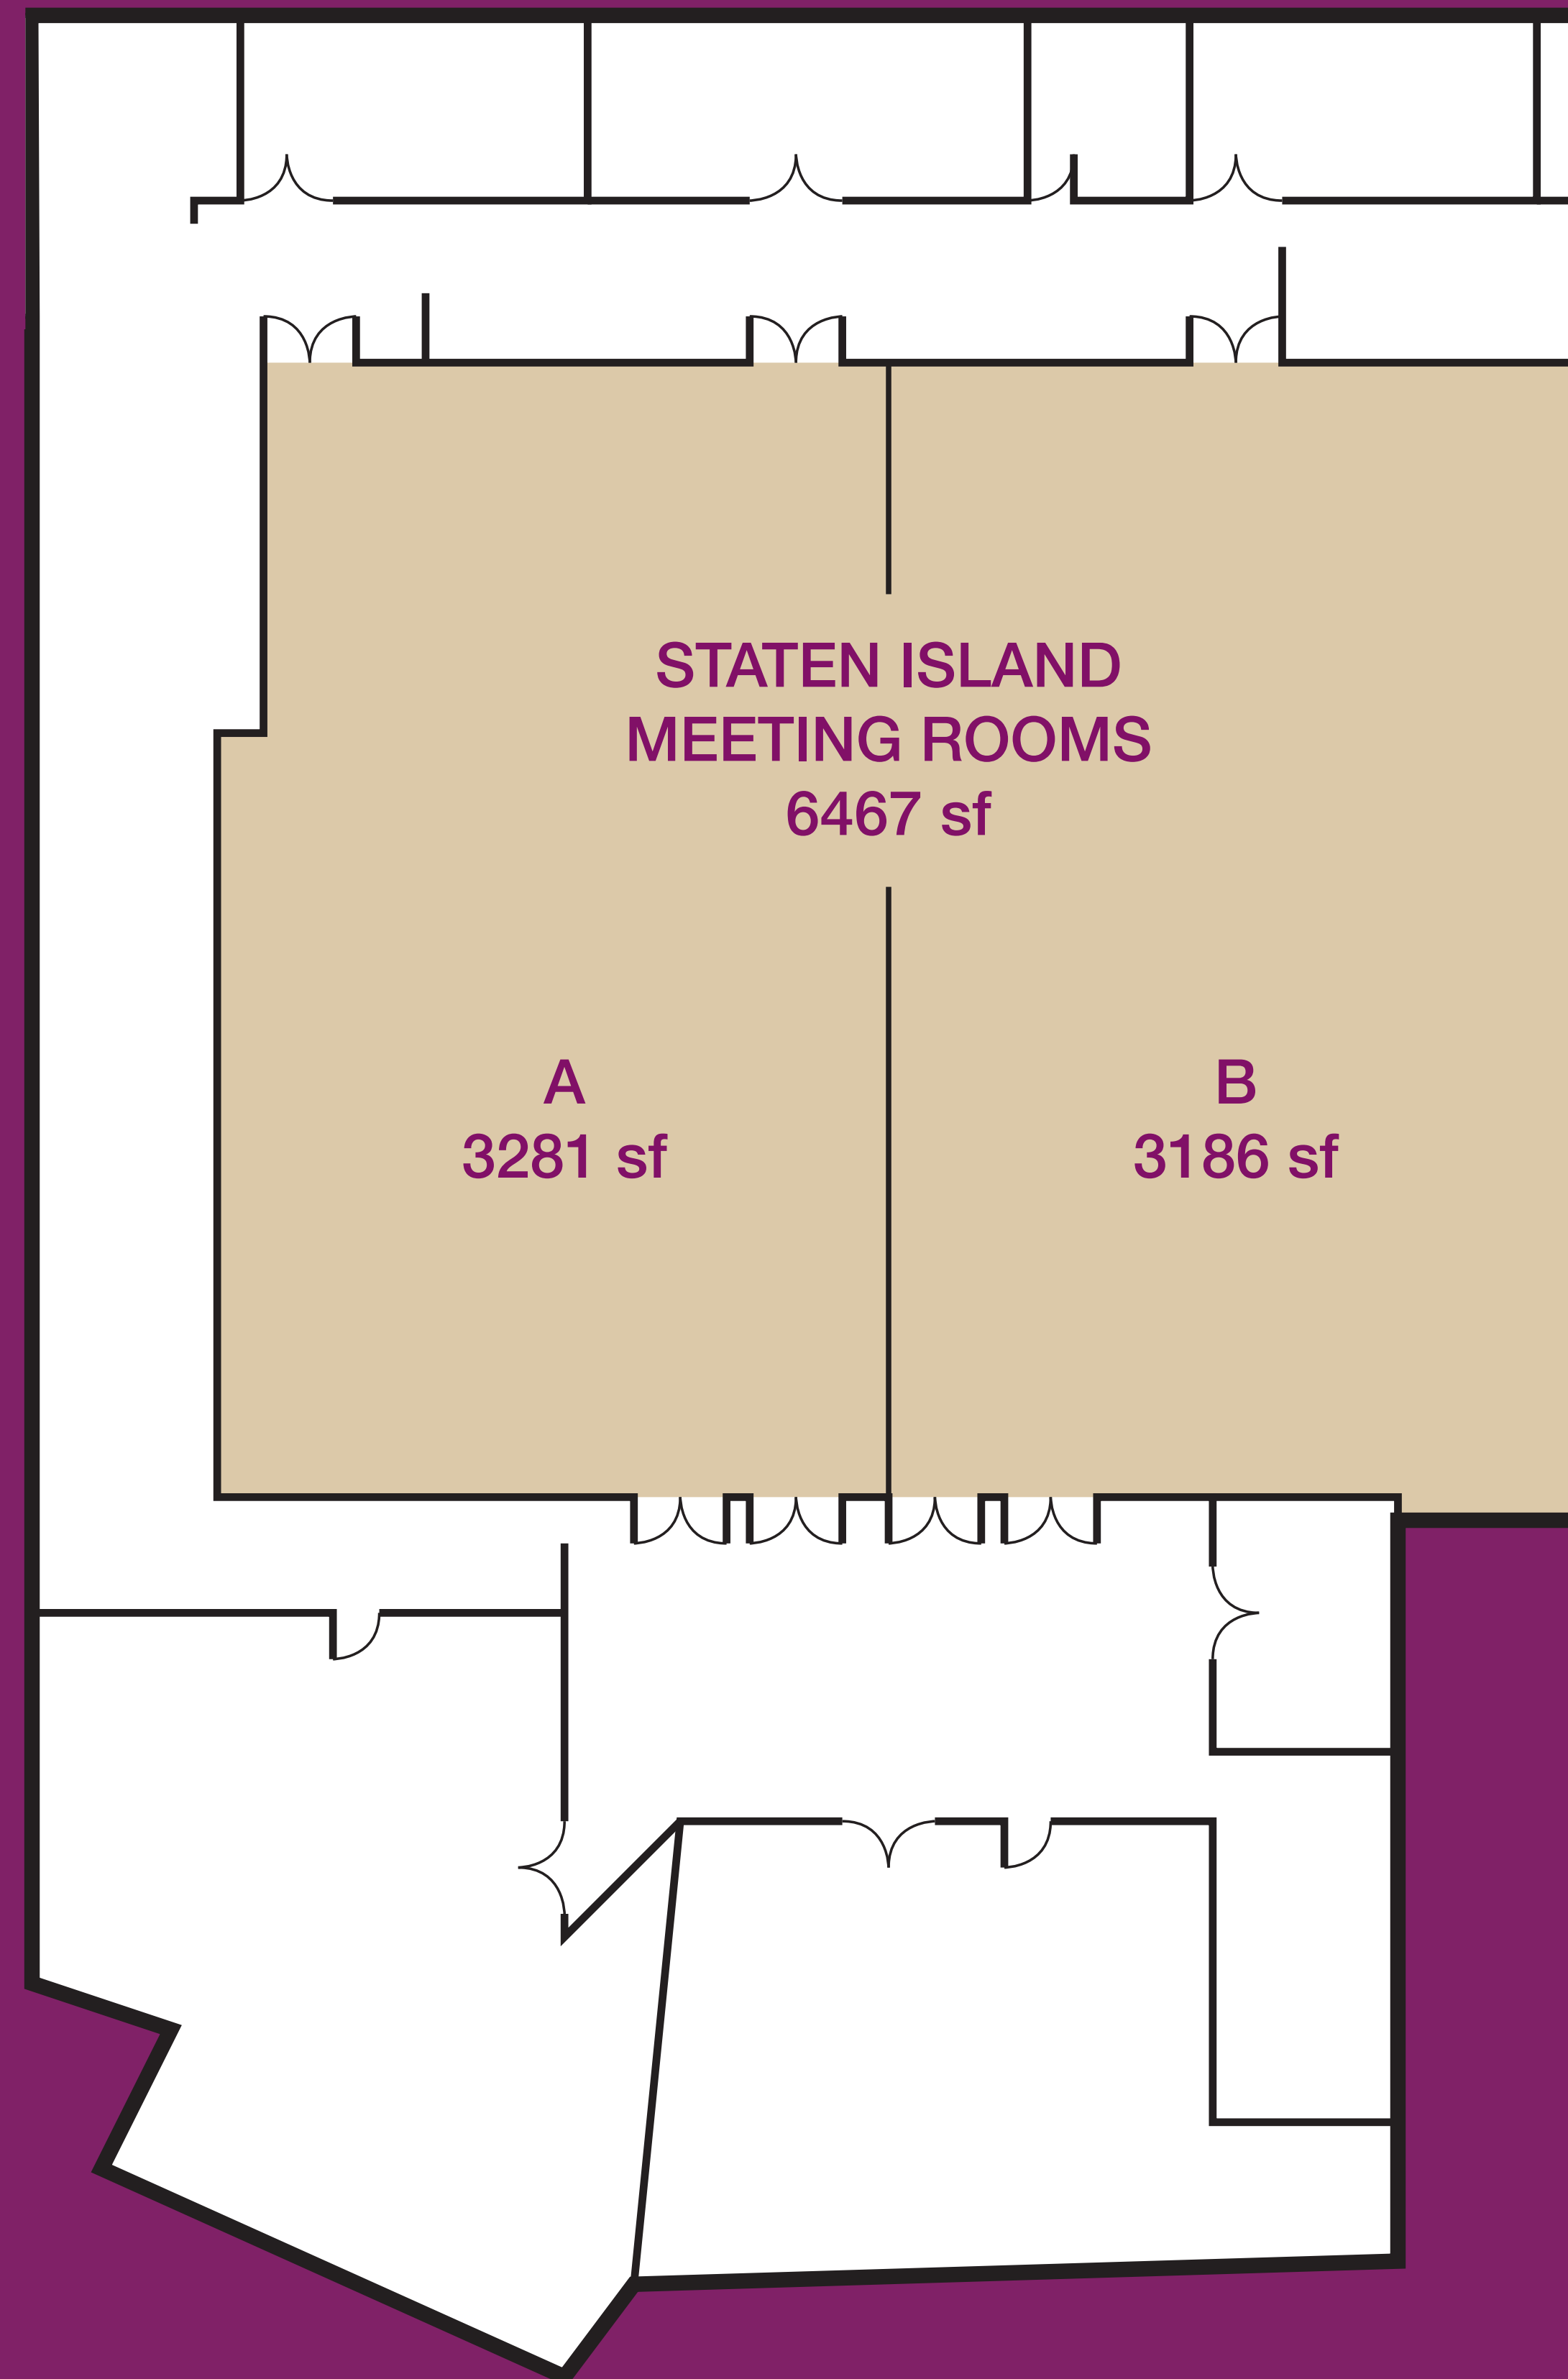 STATEN ISLAND
MEETING ROOMS
6467 sf
A
3281 sf
B
3186 sf